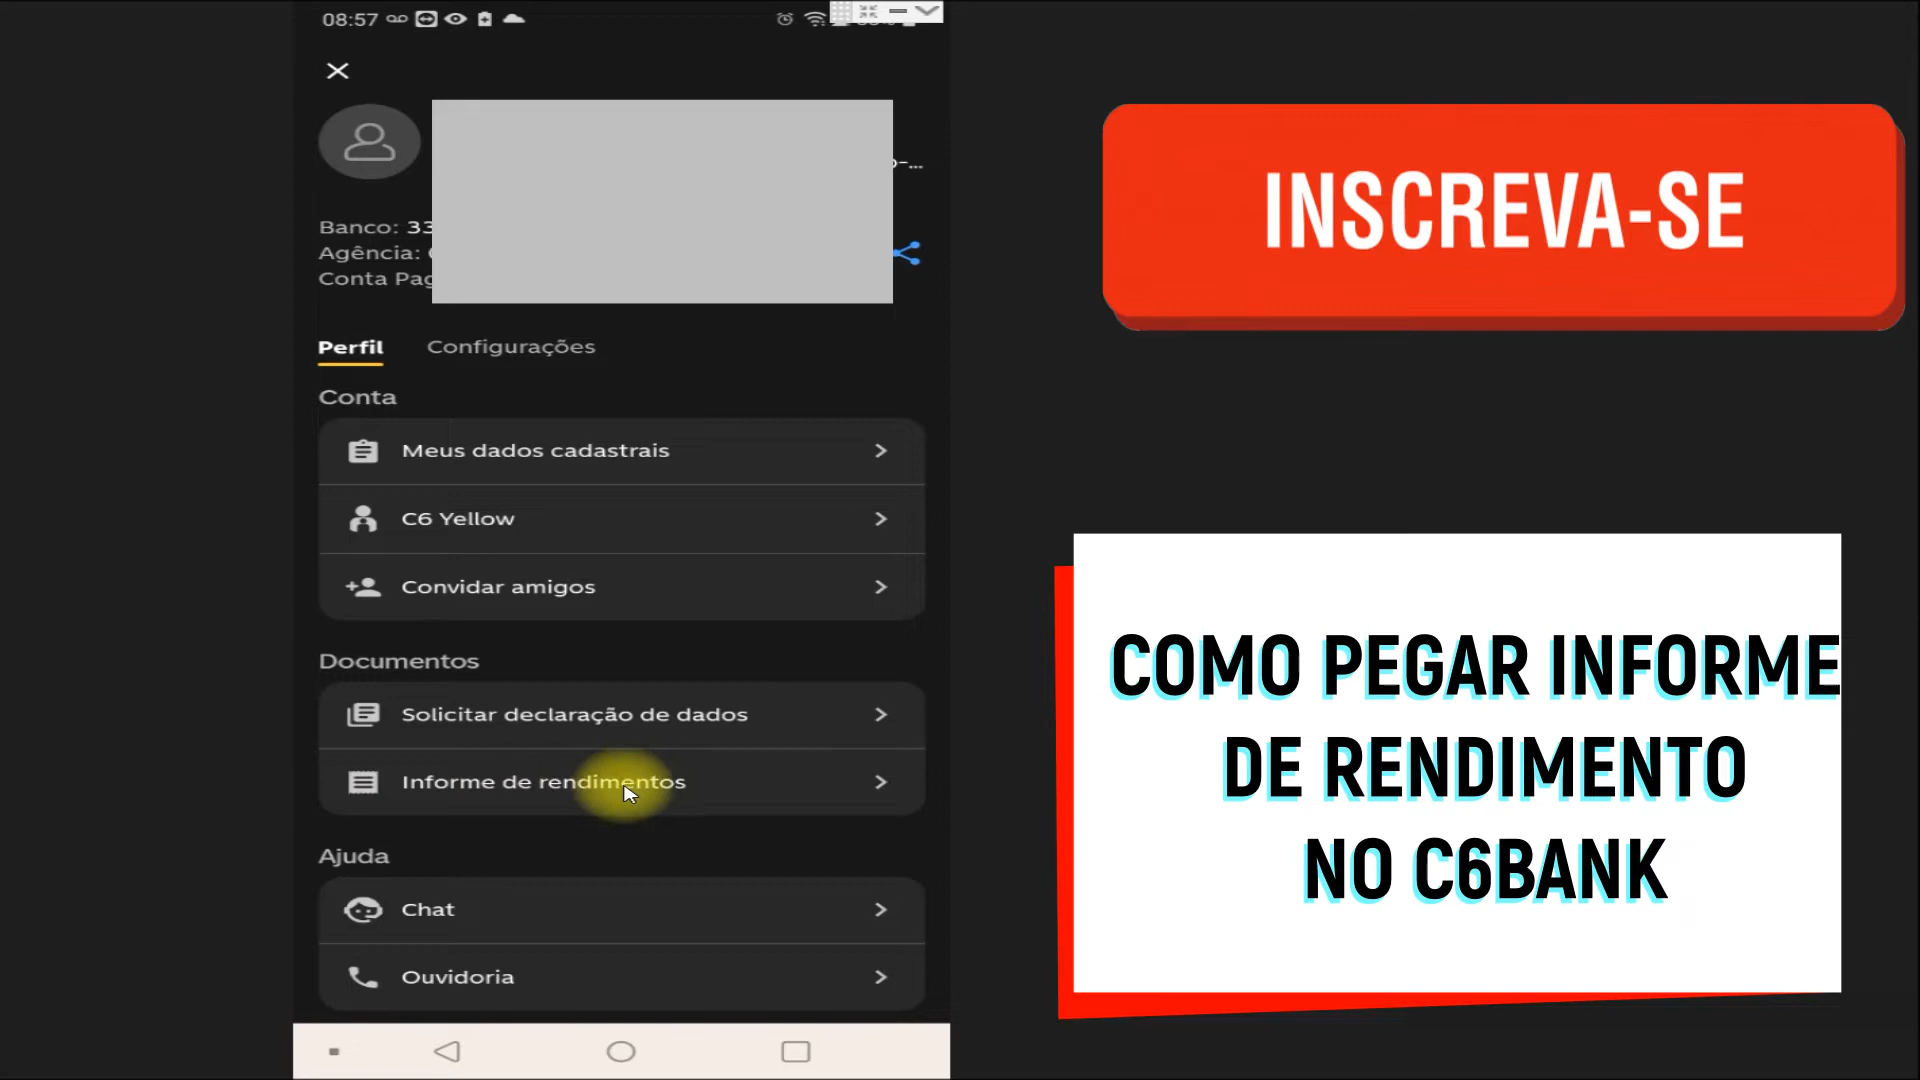 08:57
Banco: 33
Agência:
Conta Pag
Perfil Configurações
Conta
Meus dados cadastrais
C6 Yellow
Convidar amigos
Documentos
Solicitar declaração de dados
Informe de rendimentos
Ajuda
Chat
Ouvidoria
INSCREVA-SE
COMO PEGAR INFORME
DE RENDIMENTO
NO C6BANK